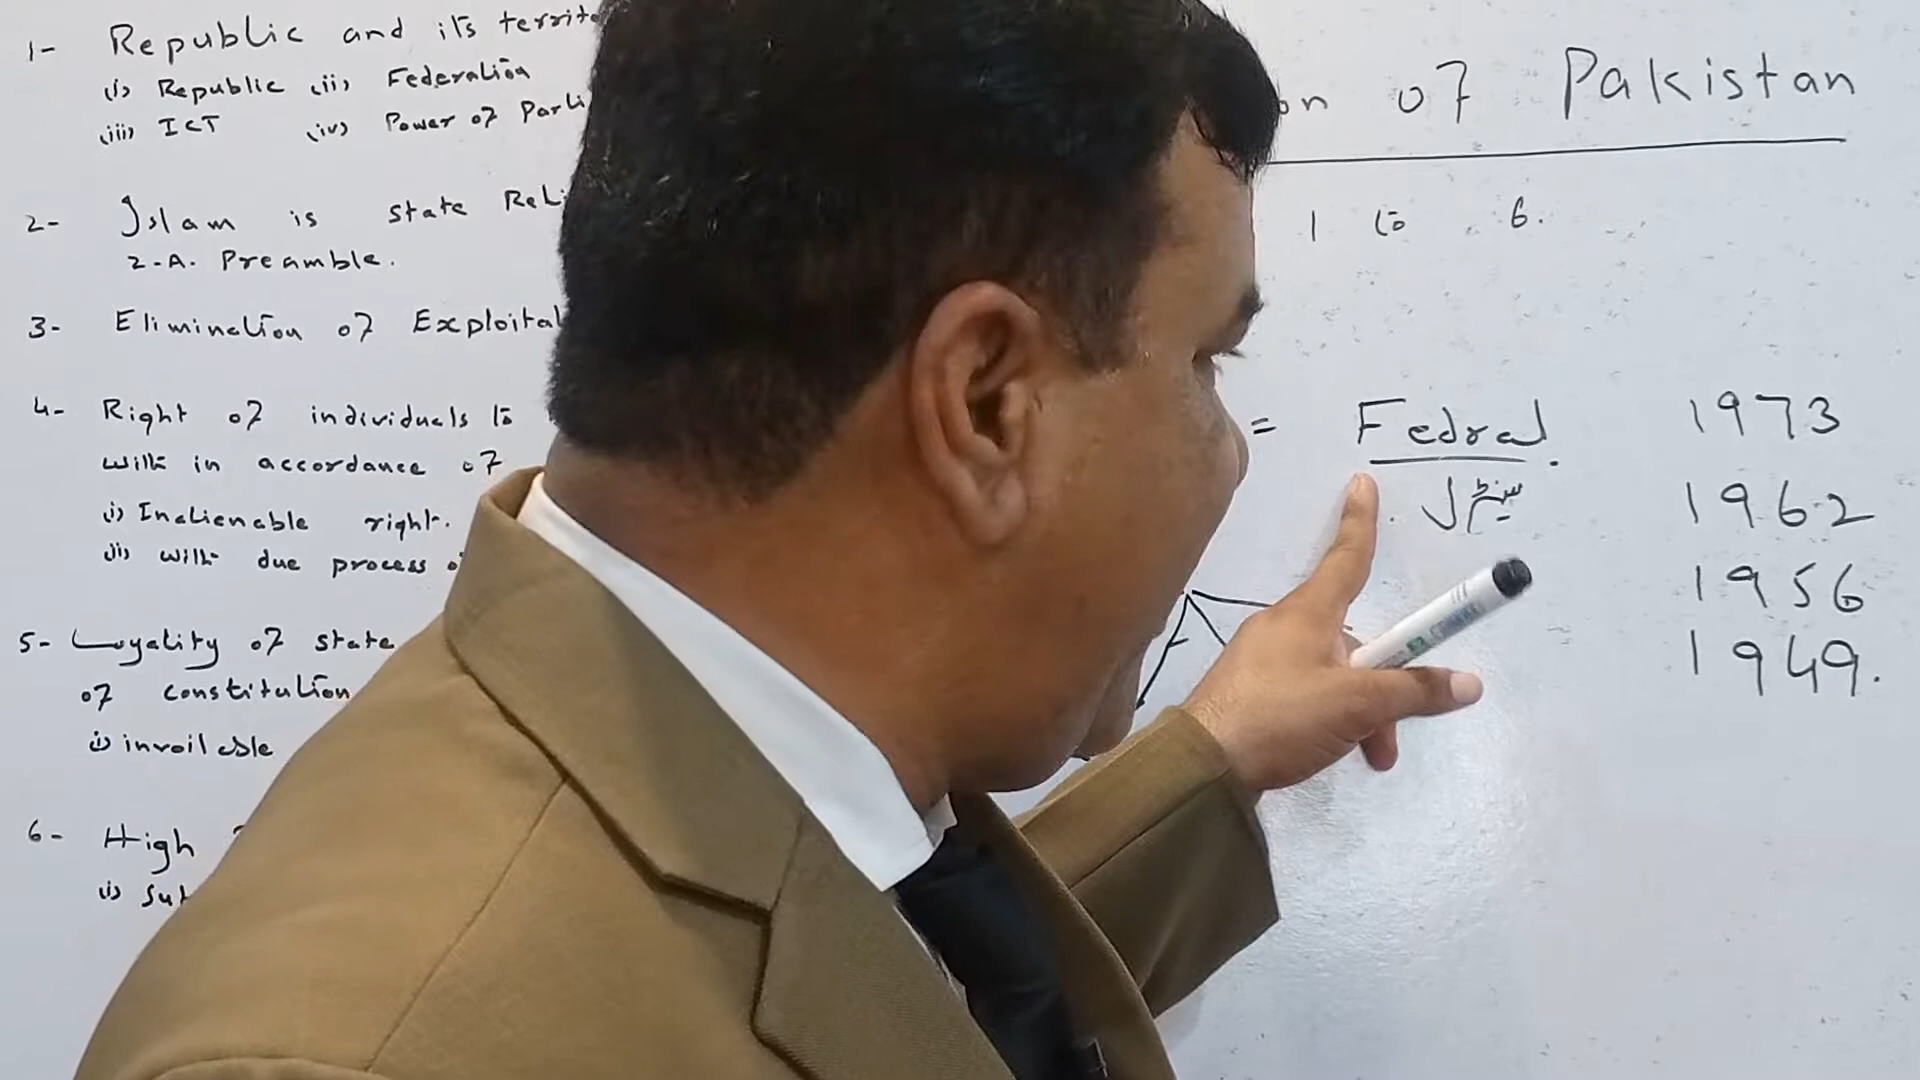 1- Republic and its territo
(i) Republic (ii) Federation
(iii) ICT (iv) Power of Parli
2- Islam is state Reli
2-A. Preamble.
3- Elimination of Exploitat
4- Right of individuals to
with in accordance of
(i) Inalienable right.
(ii) with due process o
5- Loyality of state
of constitution
(i) invoilable
6- High
(i) Sut
on of Pakistan
1 to 6.
= Fedral.
سینٹرل
1973
1962
1956
1949.